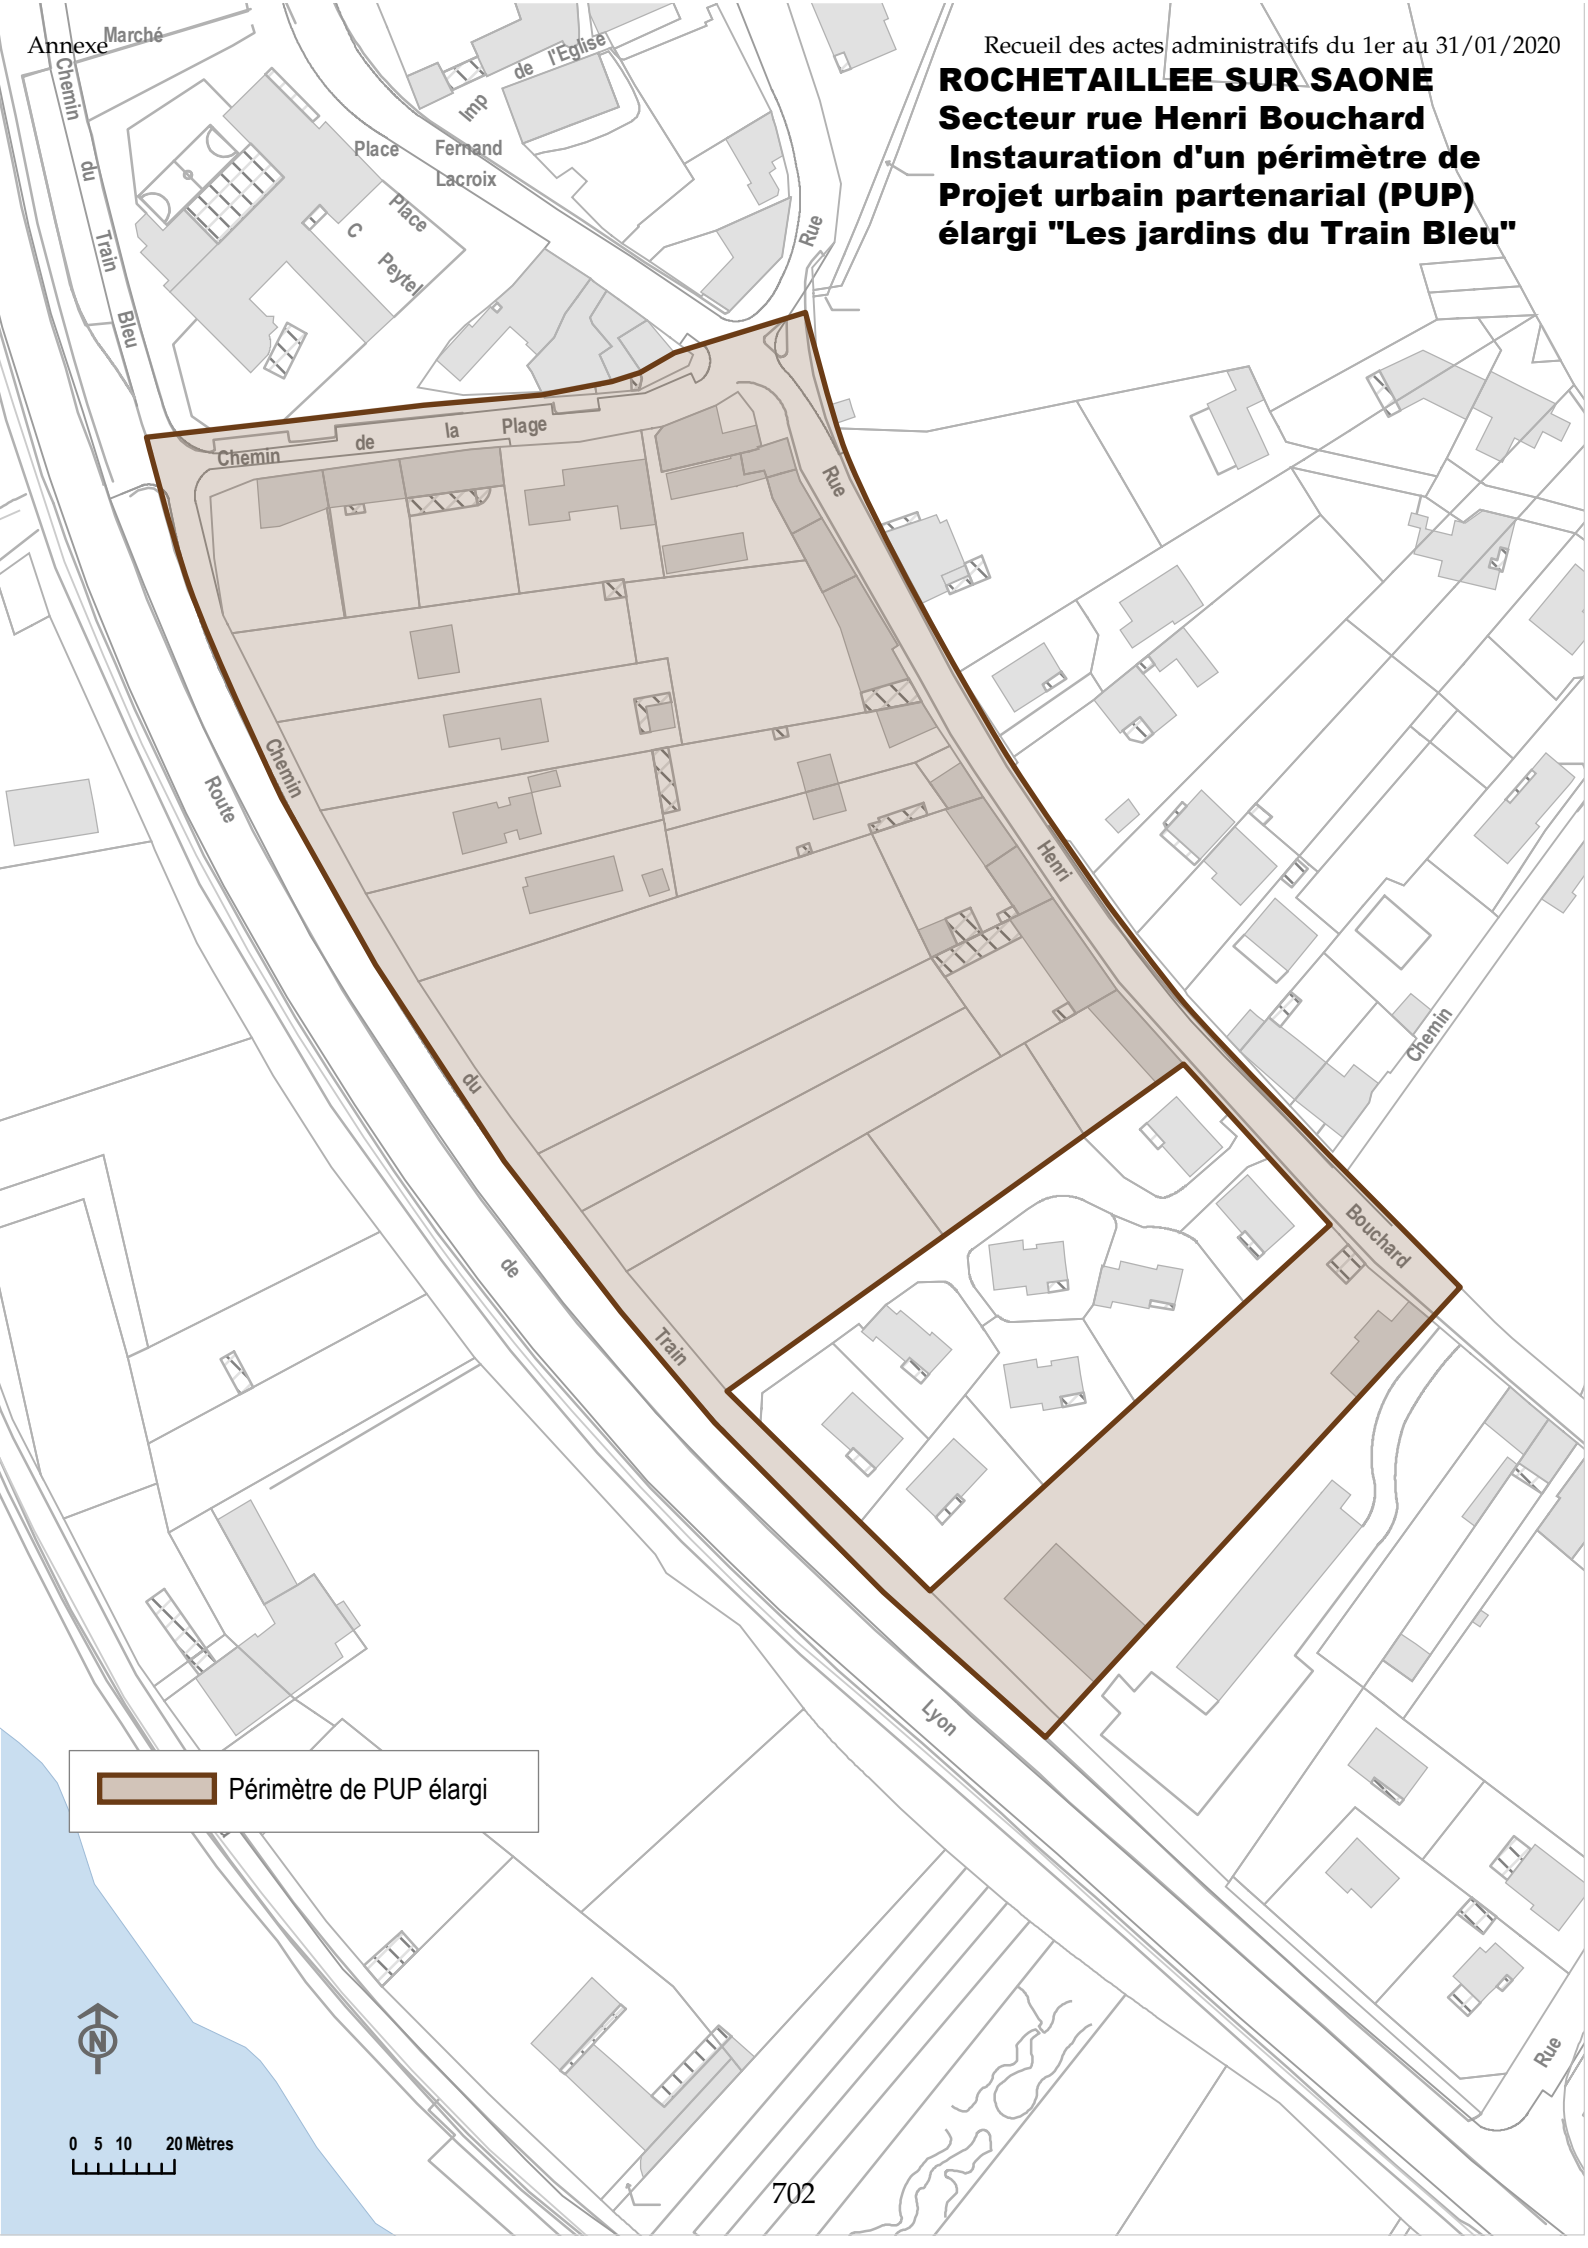 Annexe
Recueil des actes administratifs du 1er au 31/01/2020
ROCHETAILLEE SUR SAONE
Secteur rue Henri Bouchard
Instauration d'un périmètre de
Projet urbain partenarial (PUP)
élargi "Les jardins du Train Bleu"
Marché
Chemin
du
Train
Bleu
Imp
de
l'Eglise
Place
Fernand
Lacroix
Place
C
Peytel
Rue
Chemin
de
la
Plage
Rue
Henri
Bouchard
Chemin
du
Train
Route
de
Lyon
Chemin
Rue
Périmètre de PUP élargi
N
0 5 10 20 Mètres
702